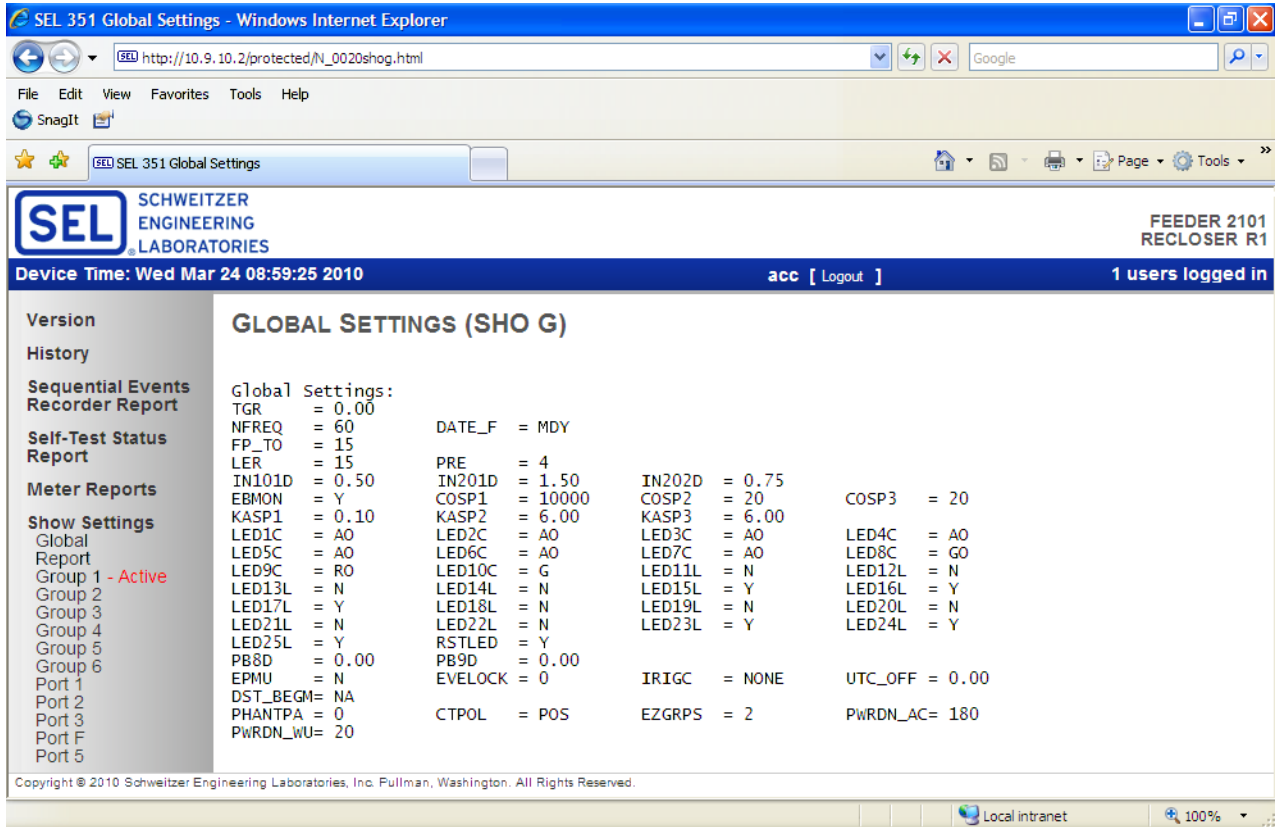 SEL 351 Global Settings - Windows Internet Explorer
SEL http://10.9.10.2/protected/N_0020shog.html
Google
File Edit View Favorites Tools Help
SnagIt
SEL SEL 351 Global Settings
Page Tools »
SEL
SCHWEITZER
ENGINEERING
LABORATORIES
FEEDER 2101
RECLOSER R1
Device Time: Wed Mar 24 08:59:25 2010 acc [ Logout ] 1 users logged in
Version
History
Sequential Events
Recorder Report
Self-Test Status
Report
Meter Reports
Show Settings
Global
Report
Group 1 - Active
Group 2
Group 3
Group 4
Group 5
Group 6
Port 1
Port 2
Port 3
Port F
Port 5
GLOBAL SETTINGS (SHO G)
Global Settings:
TGR = 0.00
NFREQ = 60 DATE_F = MDY
FP_TO = 15
LER = 15 PRE = 4
IN101D = 0.50 IN201D = 1.50 IN202D = 0.75
EBMON = Y COSP1 = 10000 COSP2 = 20 COSP3 = 20
KASP1 = 0.10 KASP2 = 6.00 KASP3 = 6.00
LED1C = AO LED2C = AO LED3C = AO LED4C = AO
LED5C = AO LED6C = AO LED7C = AO LED8C = GO
LED9C = RO LED10C = G LED11L = N LED12L = N
LED13L = N LED14L = N LED15L = Y LED16L = Y
LED17L = Y LED18L = N LED19L = N LED20L = N
LED21L = N LED22L = N LED23L = Y LED24L = Y
LED25L = Y RSTLED = Y
PB8D = 0.00 PB9D = 0.00
EPMU = N EVELOCK = 0 IRIGC = NONE UTC_OFF = 0.00
DST_BEGM= NA
PHANTPA = 0 CTPOL = POS EZGRPS = 2 PWRDN_AC= 180
PWRDN_WU= 20
Copyright © 2010 Schweitzer Engineering Laboratories, Inc. Pullman, Washington. All Rights Reserved.
Local intranet 100%